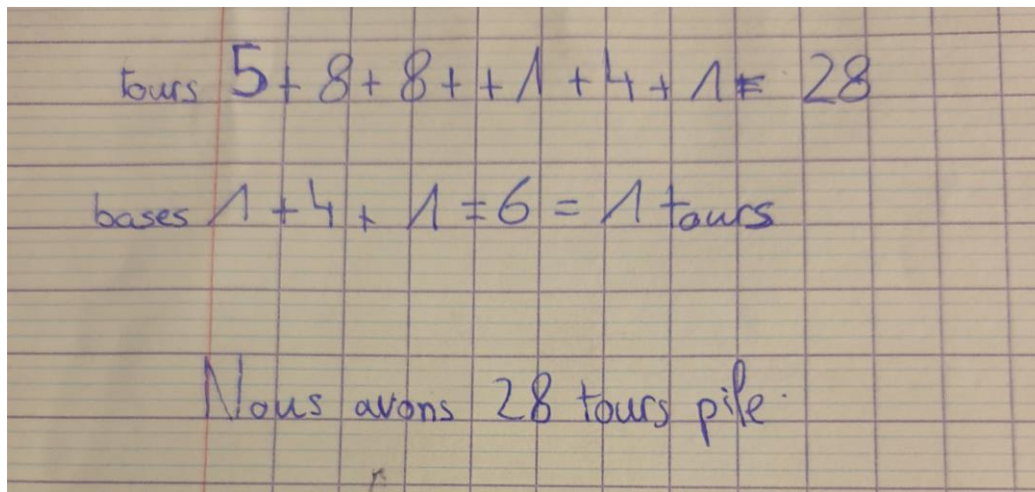 tours 5+8+8++1+4+1= 28
bases 1+4+1=6=1 tours
Nous avons 28 tours pile.